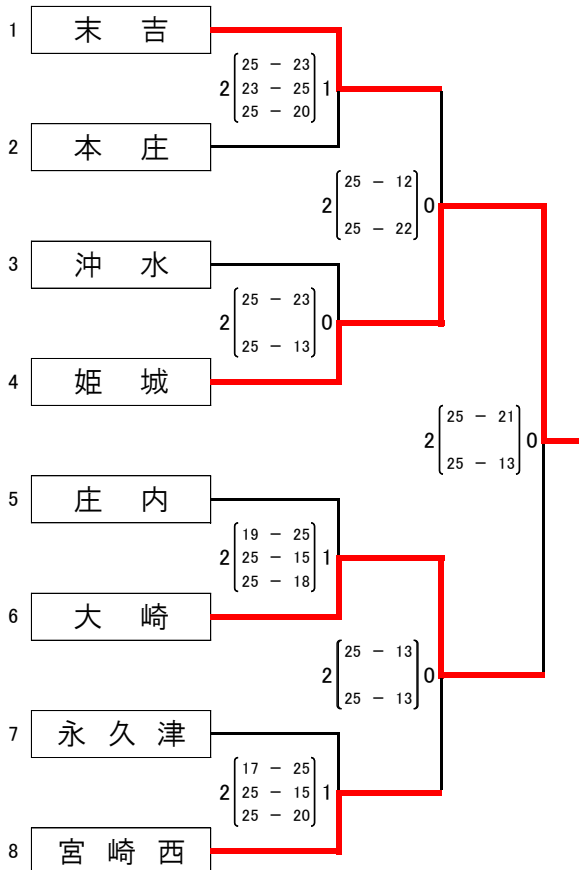 1 末 吉
2 [ 25 － 23 ] 1
23 － 25
25 － 20
2 本 庄
2 [ 25 － 12 ] 0
25 － 22
3 沖 水
2 [ 25 － 23 ] 0
25 － 13
4 姫 城
2 [ 25 － 21 ] 0
25 － 13
5 庄 内
2 [ 19 － 25 ] 1
25 － 15
25 － 18
6 大 崎
2 [ 25 － 13 ] 0
25 － 13
7 永 久 津
2 [ 17 － 25 ] 1
25 － 15
25 － 20
8 宮 崎 西